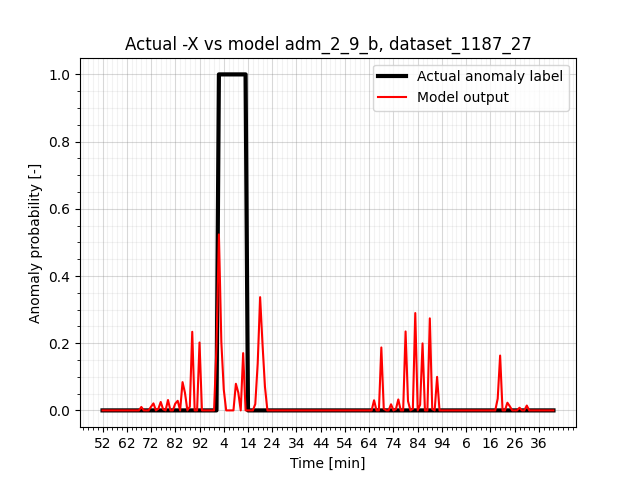 Actual -X vs model adm_2_9_b, dataset_1187_27
Actual anomaly label
Model output
Anomaly probability [-]
1.0
0.8
0.6
0.4
0.2
0.0
52 62 72 82 92 4 14 24 34 44 54 64 74 84 94 6 16 26 36
Time [min]